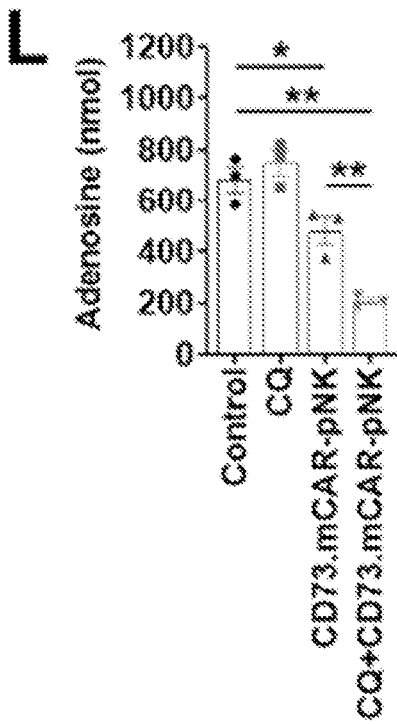 L
Adenosine (nmol)
1200
1000
800
600
400
200
0
*
**
**
Control
CQ
CD73.mCAR-pNK
CQ+CD73.mCAR-pNK